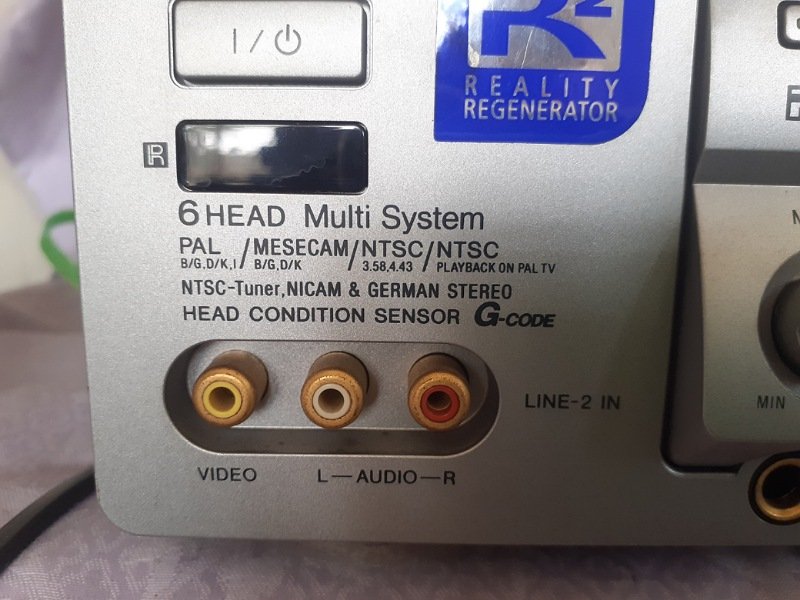 I/⏻
R²
REALITY
REGENERATOR
R
6 HEAD Multi System
PAL / MESECAM / NTSC / NTSC
B/G,D/K,I B/G,D/K 3.58,4.43 PLAYBACK ON PAL TV
NTSC-Tuner, NICAM & GERMAN STEREO
HEAD CONDITION SENSOR G-CODE
LINE-2 IN
VIDEO L—AUDIO—R
MIN